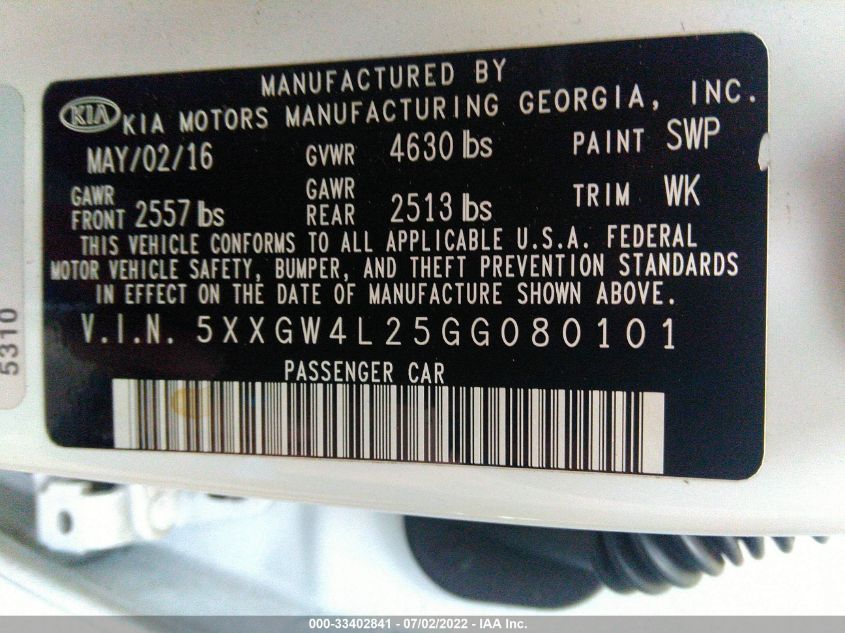 MANUFACTURED BY
KIA KIA MOTORS MANUFACTURING GEORGIA, INC.
MAY/02/16 GVWR 4630 lbs PAINT SWP
GAWR FRONT 2557 lbs GAWR REAR 2513 lbs TRIM WK
THIS VEHICLE CONFORMS TO ALL APPLICABLE U.S.A. FEDERAL
MOTOR VEHICLE SAFETY, BUMPER, AND THEFT PREVENTION STANDARDS
IN EFFECT ON THE DATE OF MANUFACTURE SHOWN ABOVE.
V.I.N. 5XXGW4L25GG080101
PASSENGER CAR
5310
000-33402841 - 07/02/2022 - IAA Inc.